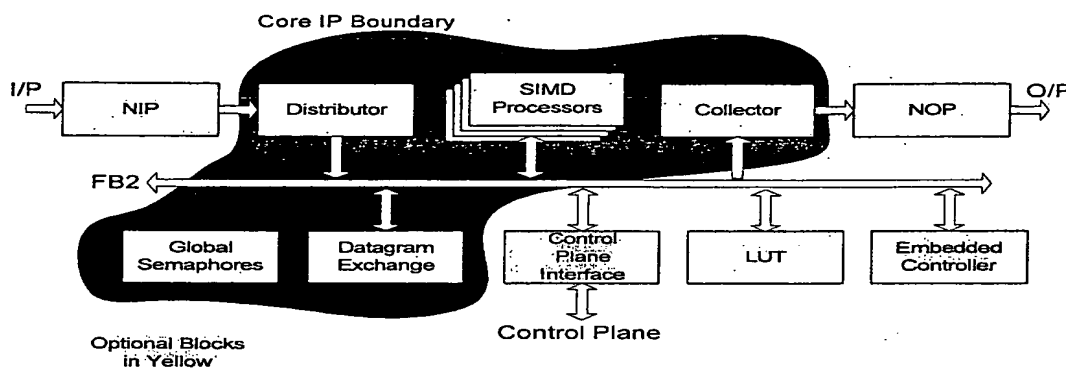 Core IP Boundary
I/P
NIP
Distributor
SIMD
Processors
Collector
NOP
O/P
FB2
Global
Semaphores
Datagram
Exchange
Control
Plane
Interface
LUT
Embedded
Controller
Control Plane
Optional Blocks
in Yellow